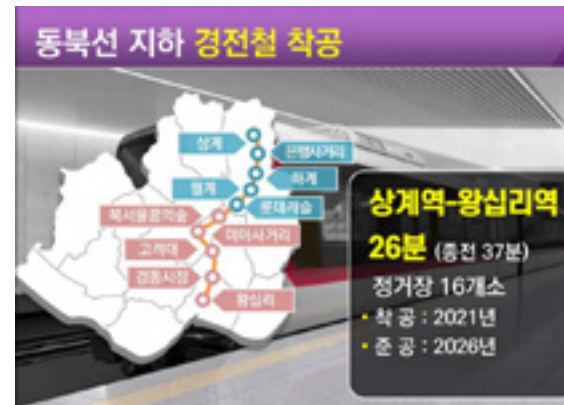 동북선 지하 경전철 착공
상계
은행사거리
하계
월계
롯데캐슬
북서울꿈의숲
미아사거리
고려대
경동시장
왕십리
상계역-왕십리역
26분 (종전 37분)
정거장 16개소
• 착 공 : 2021년
• 준 공 : 2026년